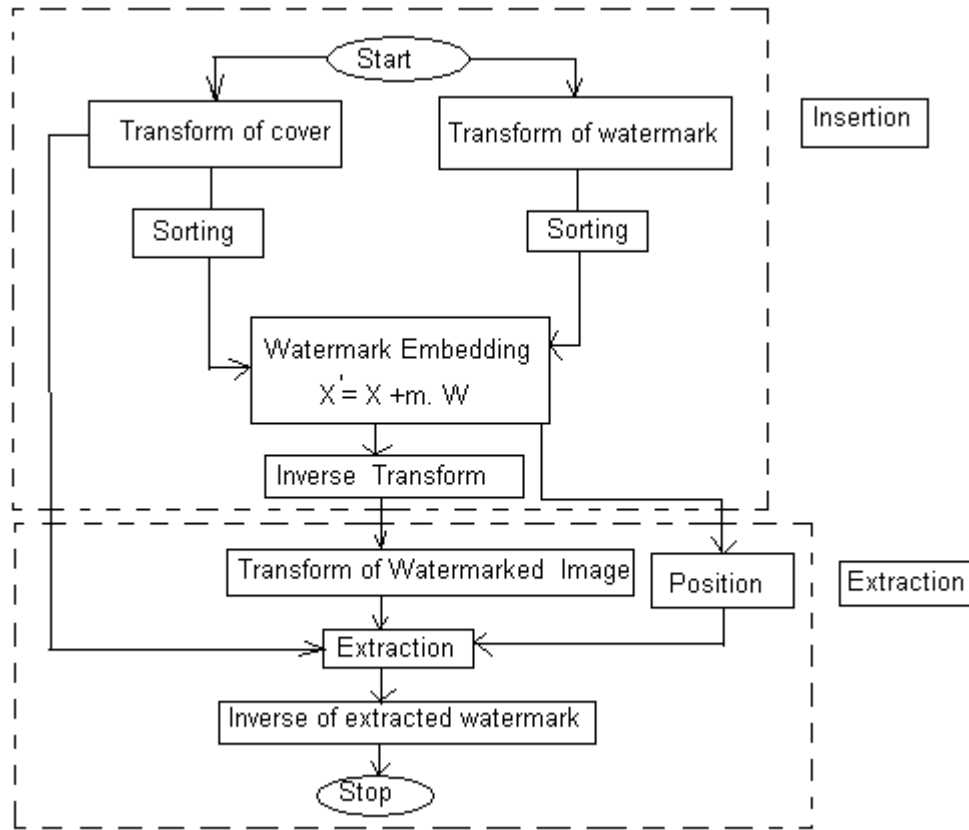 Start
Transform of cover
Transform of watermark
Insertion
Sorting
Sorting
Watermark Embedding
X'= X +m. W
Inverse Transform
Transform of Watermarked Image
Position
Extraction
Extraction
Inverse of extracted watermark
Stop